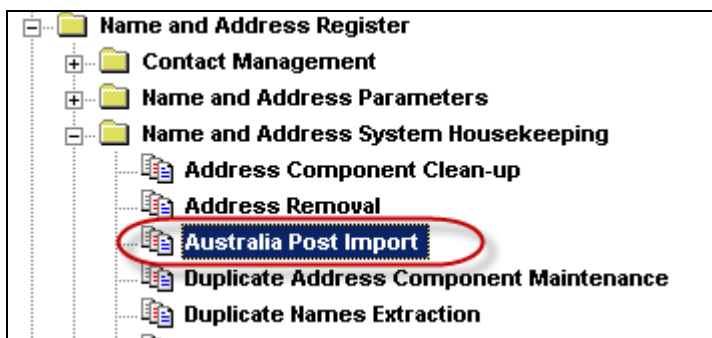 Name and Address Register
Contact Management
Name and Address Parameters
Name and Address System Housekeeping
Address Component Clean-up
Address Removal
Australia Post Import
Duplicate Address Component Maintenance
Duplicate Names Extraction